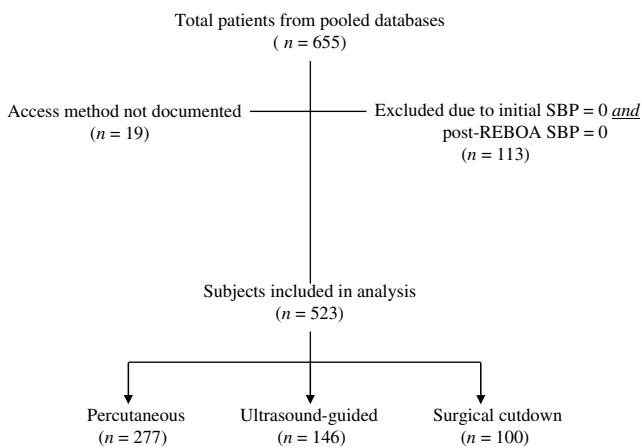 Total patients from pooled databases
( n = 655)
Access method not documented
(n = 19)
Excluded due to initial SBP = 0 and
post-REBOA SBP = 0
(n = 113)
Subjects included in analysis
(n = 523)
Percutaneous
(n = 277)
Ultrasound-guided
(n = 146)
Surgical cutdown
(n = 100)